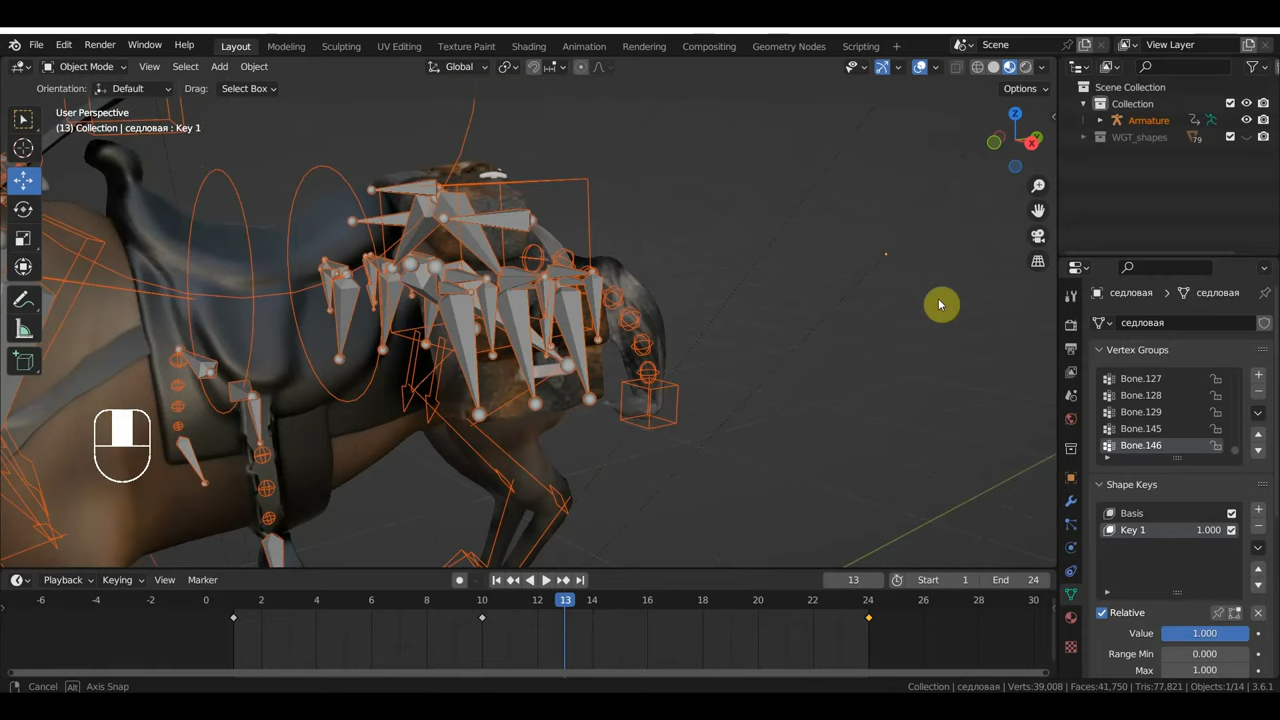 File Edit Render Window Help Layout Modeling Sculpting UV Editing Texture Paint Shading Animation Rendering Compositing Geometry Nodes Scripting + Scene View Layer
Object Mode View Select Add Object Global
Orientation: Default Drag: Select Box Options
User Perspective
(13) Collection | седловая : Key 1
Scene Collection
Collection
Armature
WGT_shapes 79
Z
X
Y
седловая > седловая
седловая
Vertex Groups
Bone.127
Bone.128
Bone.129
Bone.145
Bone.146
Shape Keys
Basis
Key 1 1.000
Relative
Value 1.000
Range Min 0.000
Max 1.000
Playback Keying View Marker 13 Start 1 End 24
-6 -4 -2 0 2 4 6 8 10 12 13 14 16 18 20 22 24 26 28 30
Cancel Alt Axis Snap Collection | седловая | Verts:39,008 | Faces:41,750 | Tris:77,821 | Objects:1/14 | 3.6.1